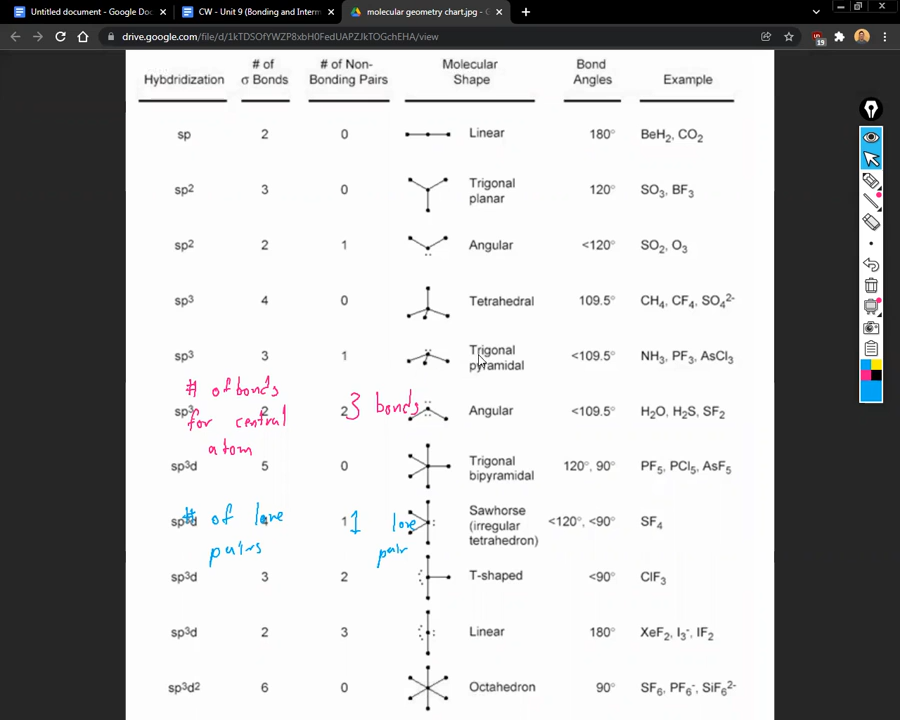 Untitled document - Google Doc
CW - Unit 9 (Bonding and Interm
molecular geometry chart.jpg - G
drive.google.com/file/d/1kTDSOfYWZP8xbH0FedUAPZJkTOGchEHA/view
19
Hybdridization # of σ Bonds # of Non-Bonding Pairs Molecular Shape Bond Angles Example
sp 2 0 Linear 180° BeH2, CO2
sp2 3 0 Trigonal planar 120° SO3, BF3
sp2 2 1 Angular <120° SO2, O3
sp3 4 0 Tetrahedral 109.5° CH4, CF4, SO4²⁻
sp3 3 1 Trigonal pyramidal <109.5° NH3, PF3, AsCl3
# of bonds
for central
atom
3 bonds
sp³ 2 2 Angular <109.5° H2O, H2S, SF2
sp³d 5 0 Trigonal bipyramidal 120°, 90° PF5, PCl5, AsF5
# of lone
pairs
1 lone
pair
sp³d 4 1 Sawhorse (irregular tetrahedron) <120°, <90° SF4
sp³d 3 2 T-shaped <90° ClF3
sp³d 2 3 Linear 180° XeF2, I3⁻, IF2
sp³d² 6 0 Octahedron 90° SF6, PF6⁻, SiF6²⁻